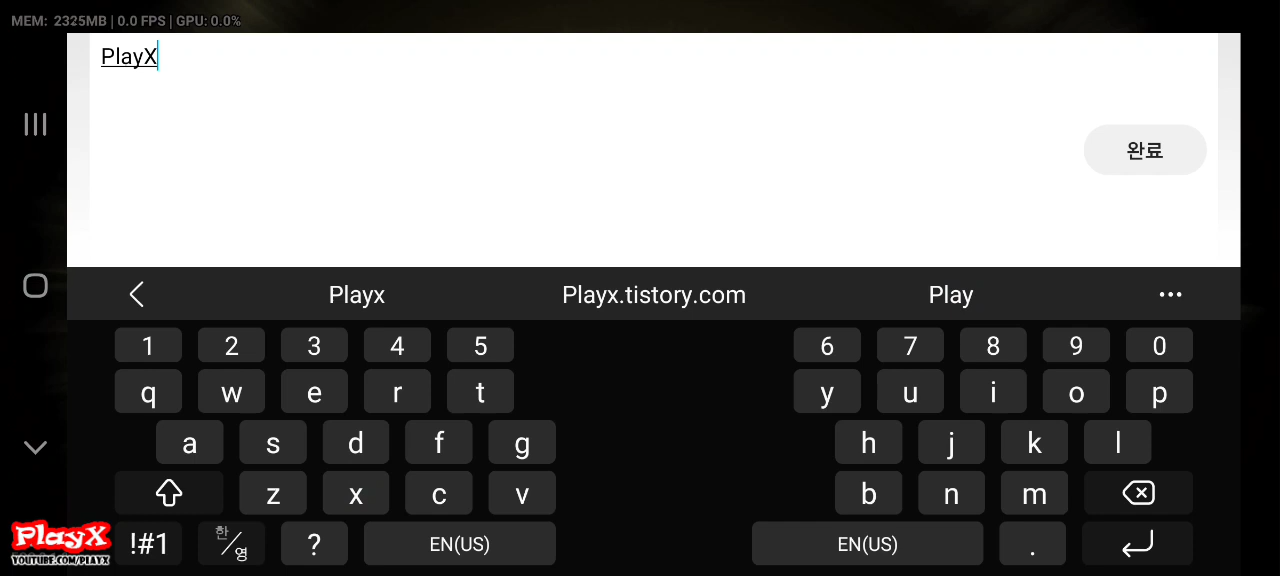 MEM: 2325MB | 0.0 FPS | GPU: 0.0%
PlayX
완료
Playx Playx.tistory.com Play
1 2 3 4 5 6 7 8 9 0
q w e r t y u i o p
a s d f g h j k l
z x c v b n m
!#1 한/영 ? EN(US) EN(US) .
PlayX
YOUTUBE.COM/PLAYX